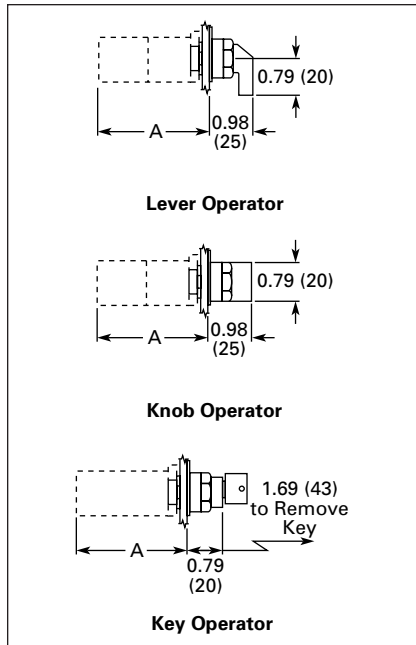 0.79 (20)
A
0.98
(25)
Lever Operator
0.79 (20)
A
0.98
(25)
Knob Operator
1.69 (43)
to Remove
Key
A
0.79
(20)
Key Operator